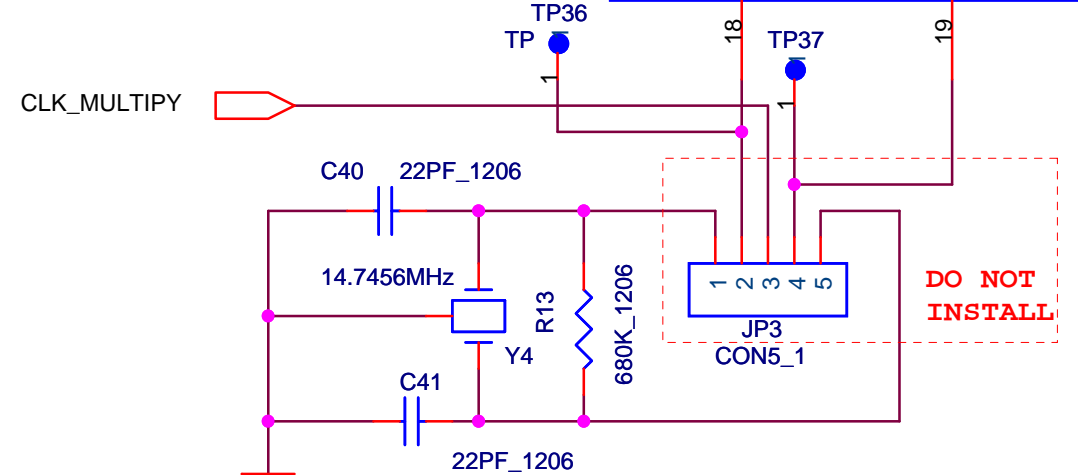 TP36
TP
18
TP37
19
1
1
CLK_MULTIPY
C40
22PF_1206
14.7456MHz
R13
680K_1206
1 2 3 4 5
DO NOT
INSTALL
JP3
CON5_1
Y4
C41
22PF_1206